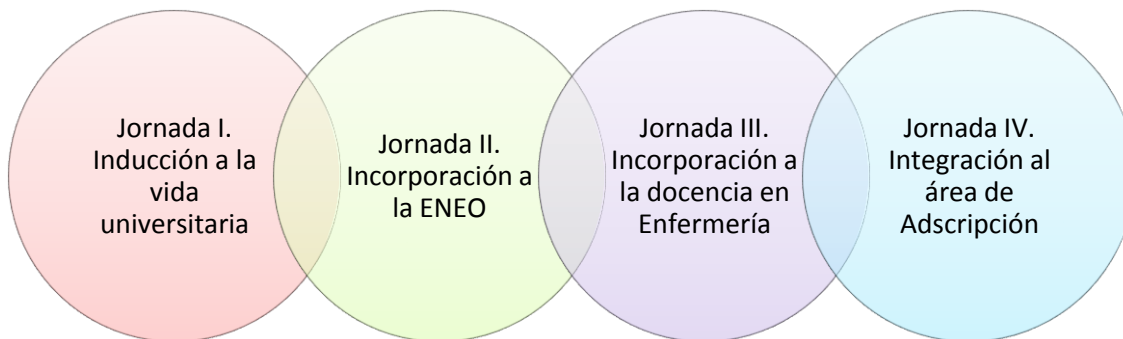 Jornada I.
Inducción a la
vida
universitaria
Jornada II.
Incorporación a
la ENEO
Jornada III.
Incorporación a
la docencia en
Enfermería
Jornada IV.
Integración al
área de
Adscripción